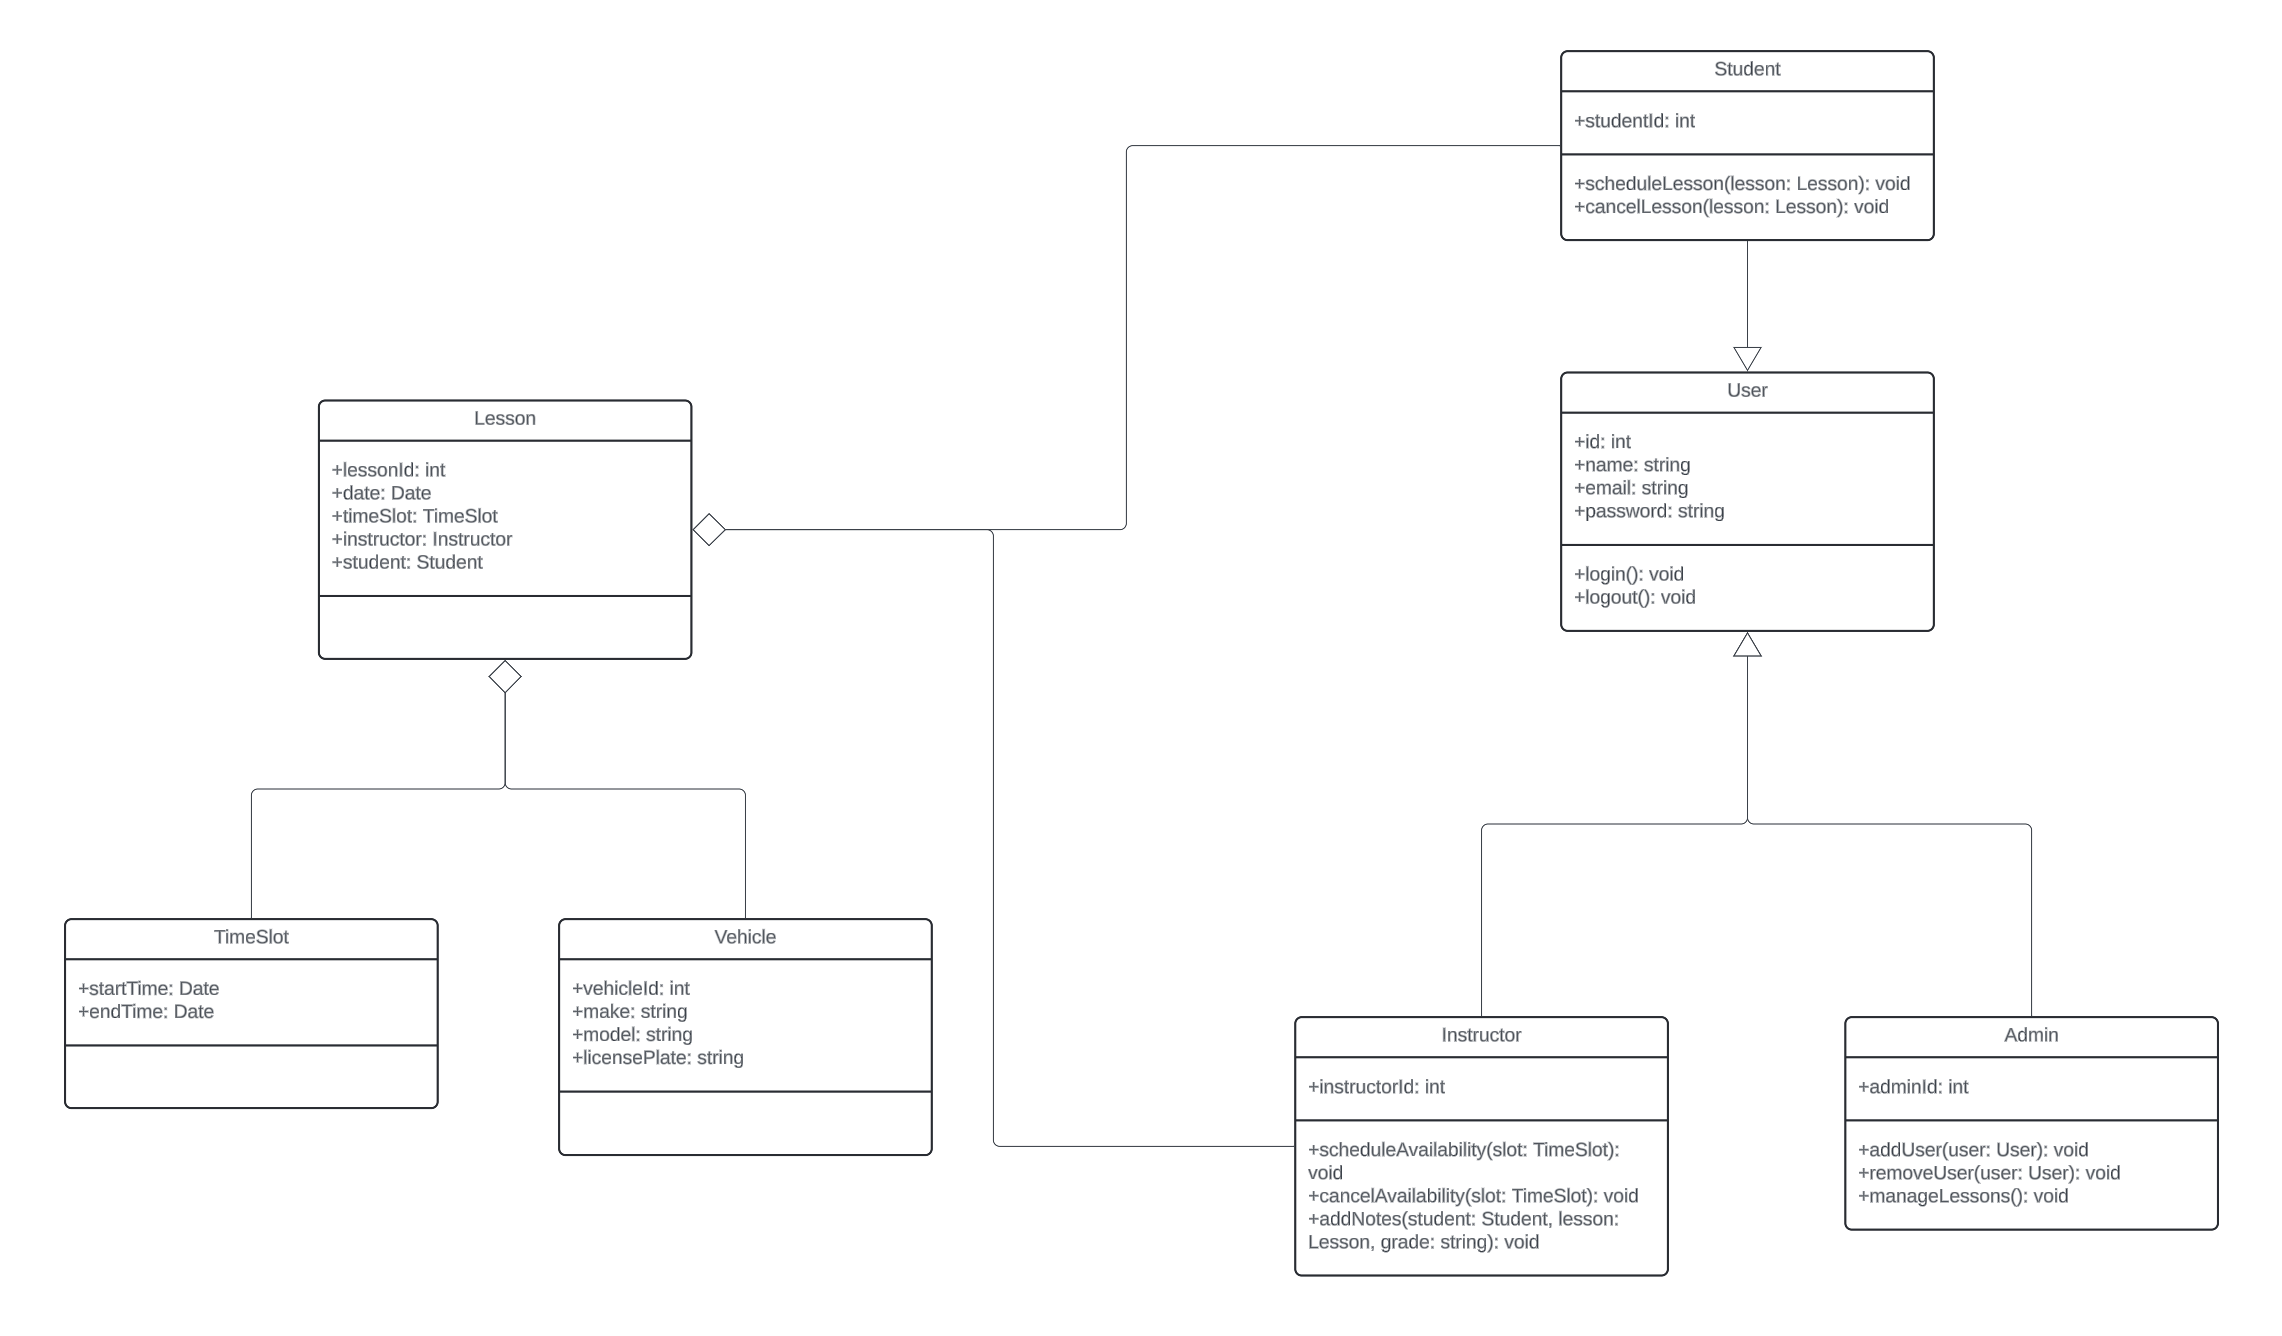 Student
+studentId: int
+scheduleLesson(lesson: Lesson): void
+cancelLesson(lesson: Lesson): void
User
+id: int
+name: string
+email: string
+password: string
+login(): void
+logout(): void
Lesson
+lessonId: int
+date: Date
+timeSlot: TimeSlot
+instructor: Instructor
+student: Student
TimeSlot
+startTime: Date
+endTime: Date
Vehicle
+vehicleId: int
+make: string
+model: string
+licensePlate: string
Instructor
+instructorId: int
+scheduleAvailability(slot: TimeSlot):
void
+cancelAvailability(slot: TimeSlot): void
+addNotes(student: Student, lesson:
Lesson, grade: string): void
Admin
+adminId: int
+addUser(user: User): void
+removeUser(user: User): void
+manageLessons(): void